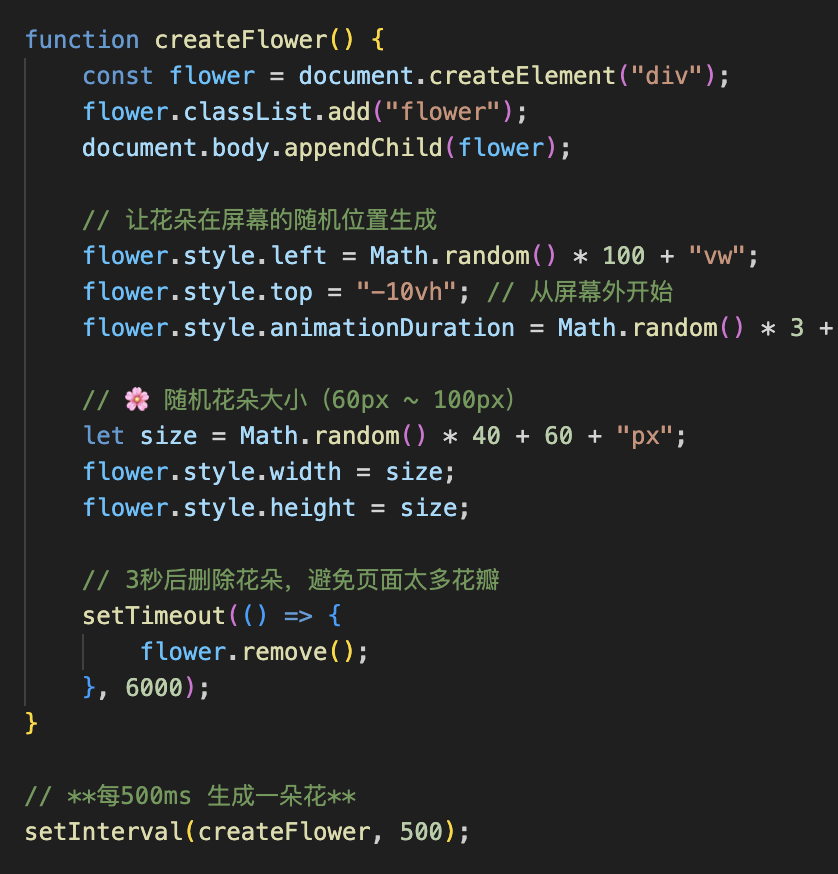 function createFlower() {
    const flower = document.createElement("div");
    flower.classList.add("flower");
    document.body.appendChild(flower);

    // 让花朵在屏幕的随机位置生成
    flower.style.left = Math.random() * 100 + "vw";
    flower.style.top = "-10vh"; // 从屏幕外开始
    flower.style.animationDuration = Math.random() * 3 +

    // 🌸 随机花朵大小（60px ~ 100px）
    let size = Math.random() * 40 + 60 + "px";
    flower.style.width = size;
    flower.style.height = size;

    // 3秒后删除花朵，避免页面太多花瓣
    setTimeout(() => {
        flower.remove();
    }, 6000);
}

// **每500ms 生成一朵花**
setInterval(createFlower, 500);